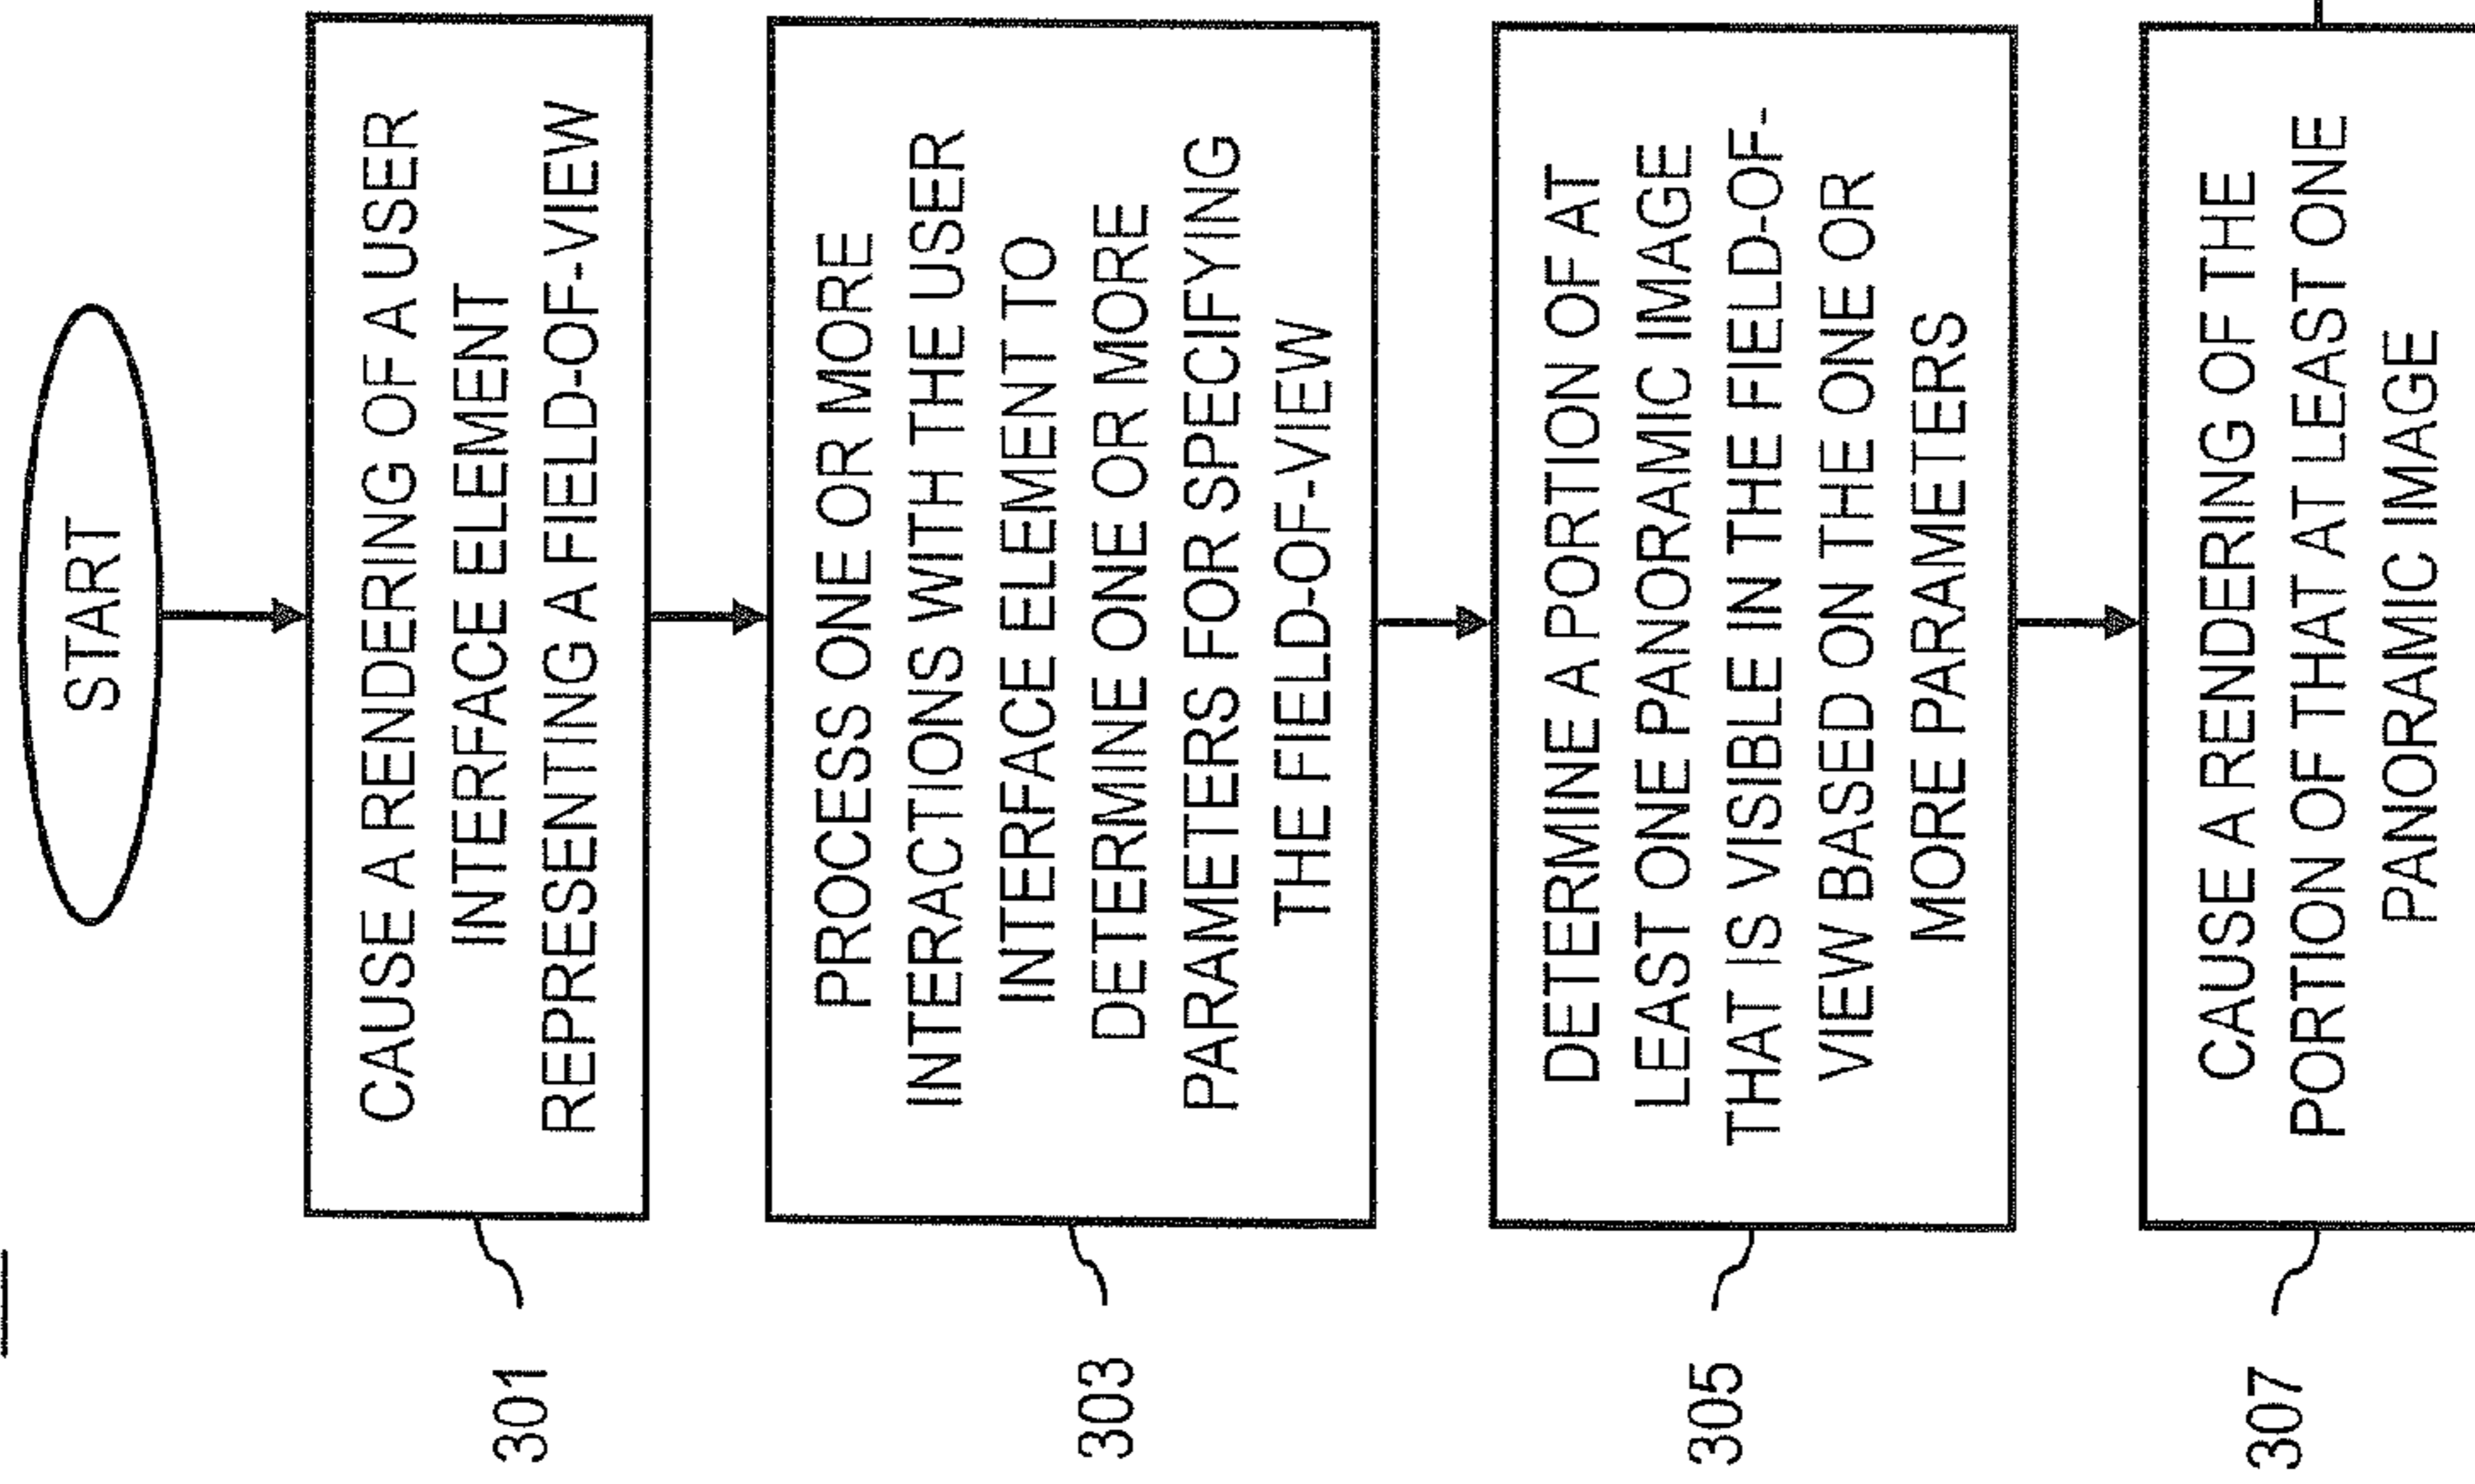 START
CAUSE A RENDERING OF A USER
INTERFACE ELEMENT
REPRESENTING A FIELD-OF-VIEW
301
PROCESS ONE OR MORE
INTERACTIONS WITH THE USER
INTERFACE ELEMENT TO
DETERMINE ONE OR MORE
PARAMETERS FOR SPECIFYING
THE FIELD-OF-VIEW
303
DETERMINE A PORTION OF AT
LEAST ONE PANORAMIC IMAGE
THAT IS VISIBLE IN THE FIELD-OF-
VIEW BASED ON THE ONE OR
MORE PARAMETERS
305
CAUSE A RENDERING OF THE
PORTION OF THAT AT LEAST ONE
PANORAMIC IMAGE
307